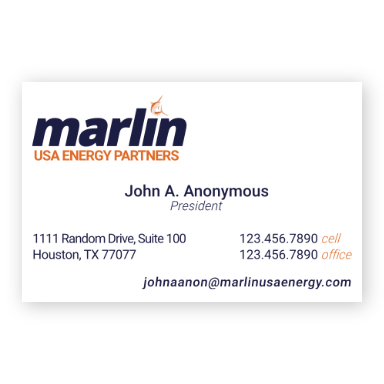 marlin
USA ENERGY PARTNERS
John A. Anonymous
President
1111 Random Drive, Suite 100
Houston, TX 77077
123.456.7890 cell
123.456.7890 office
johnaanon@marlinusaenergy.com